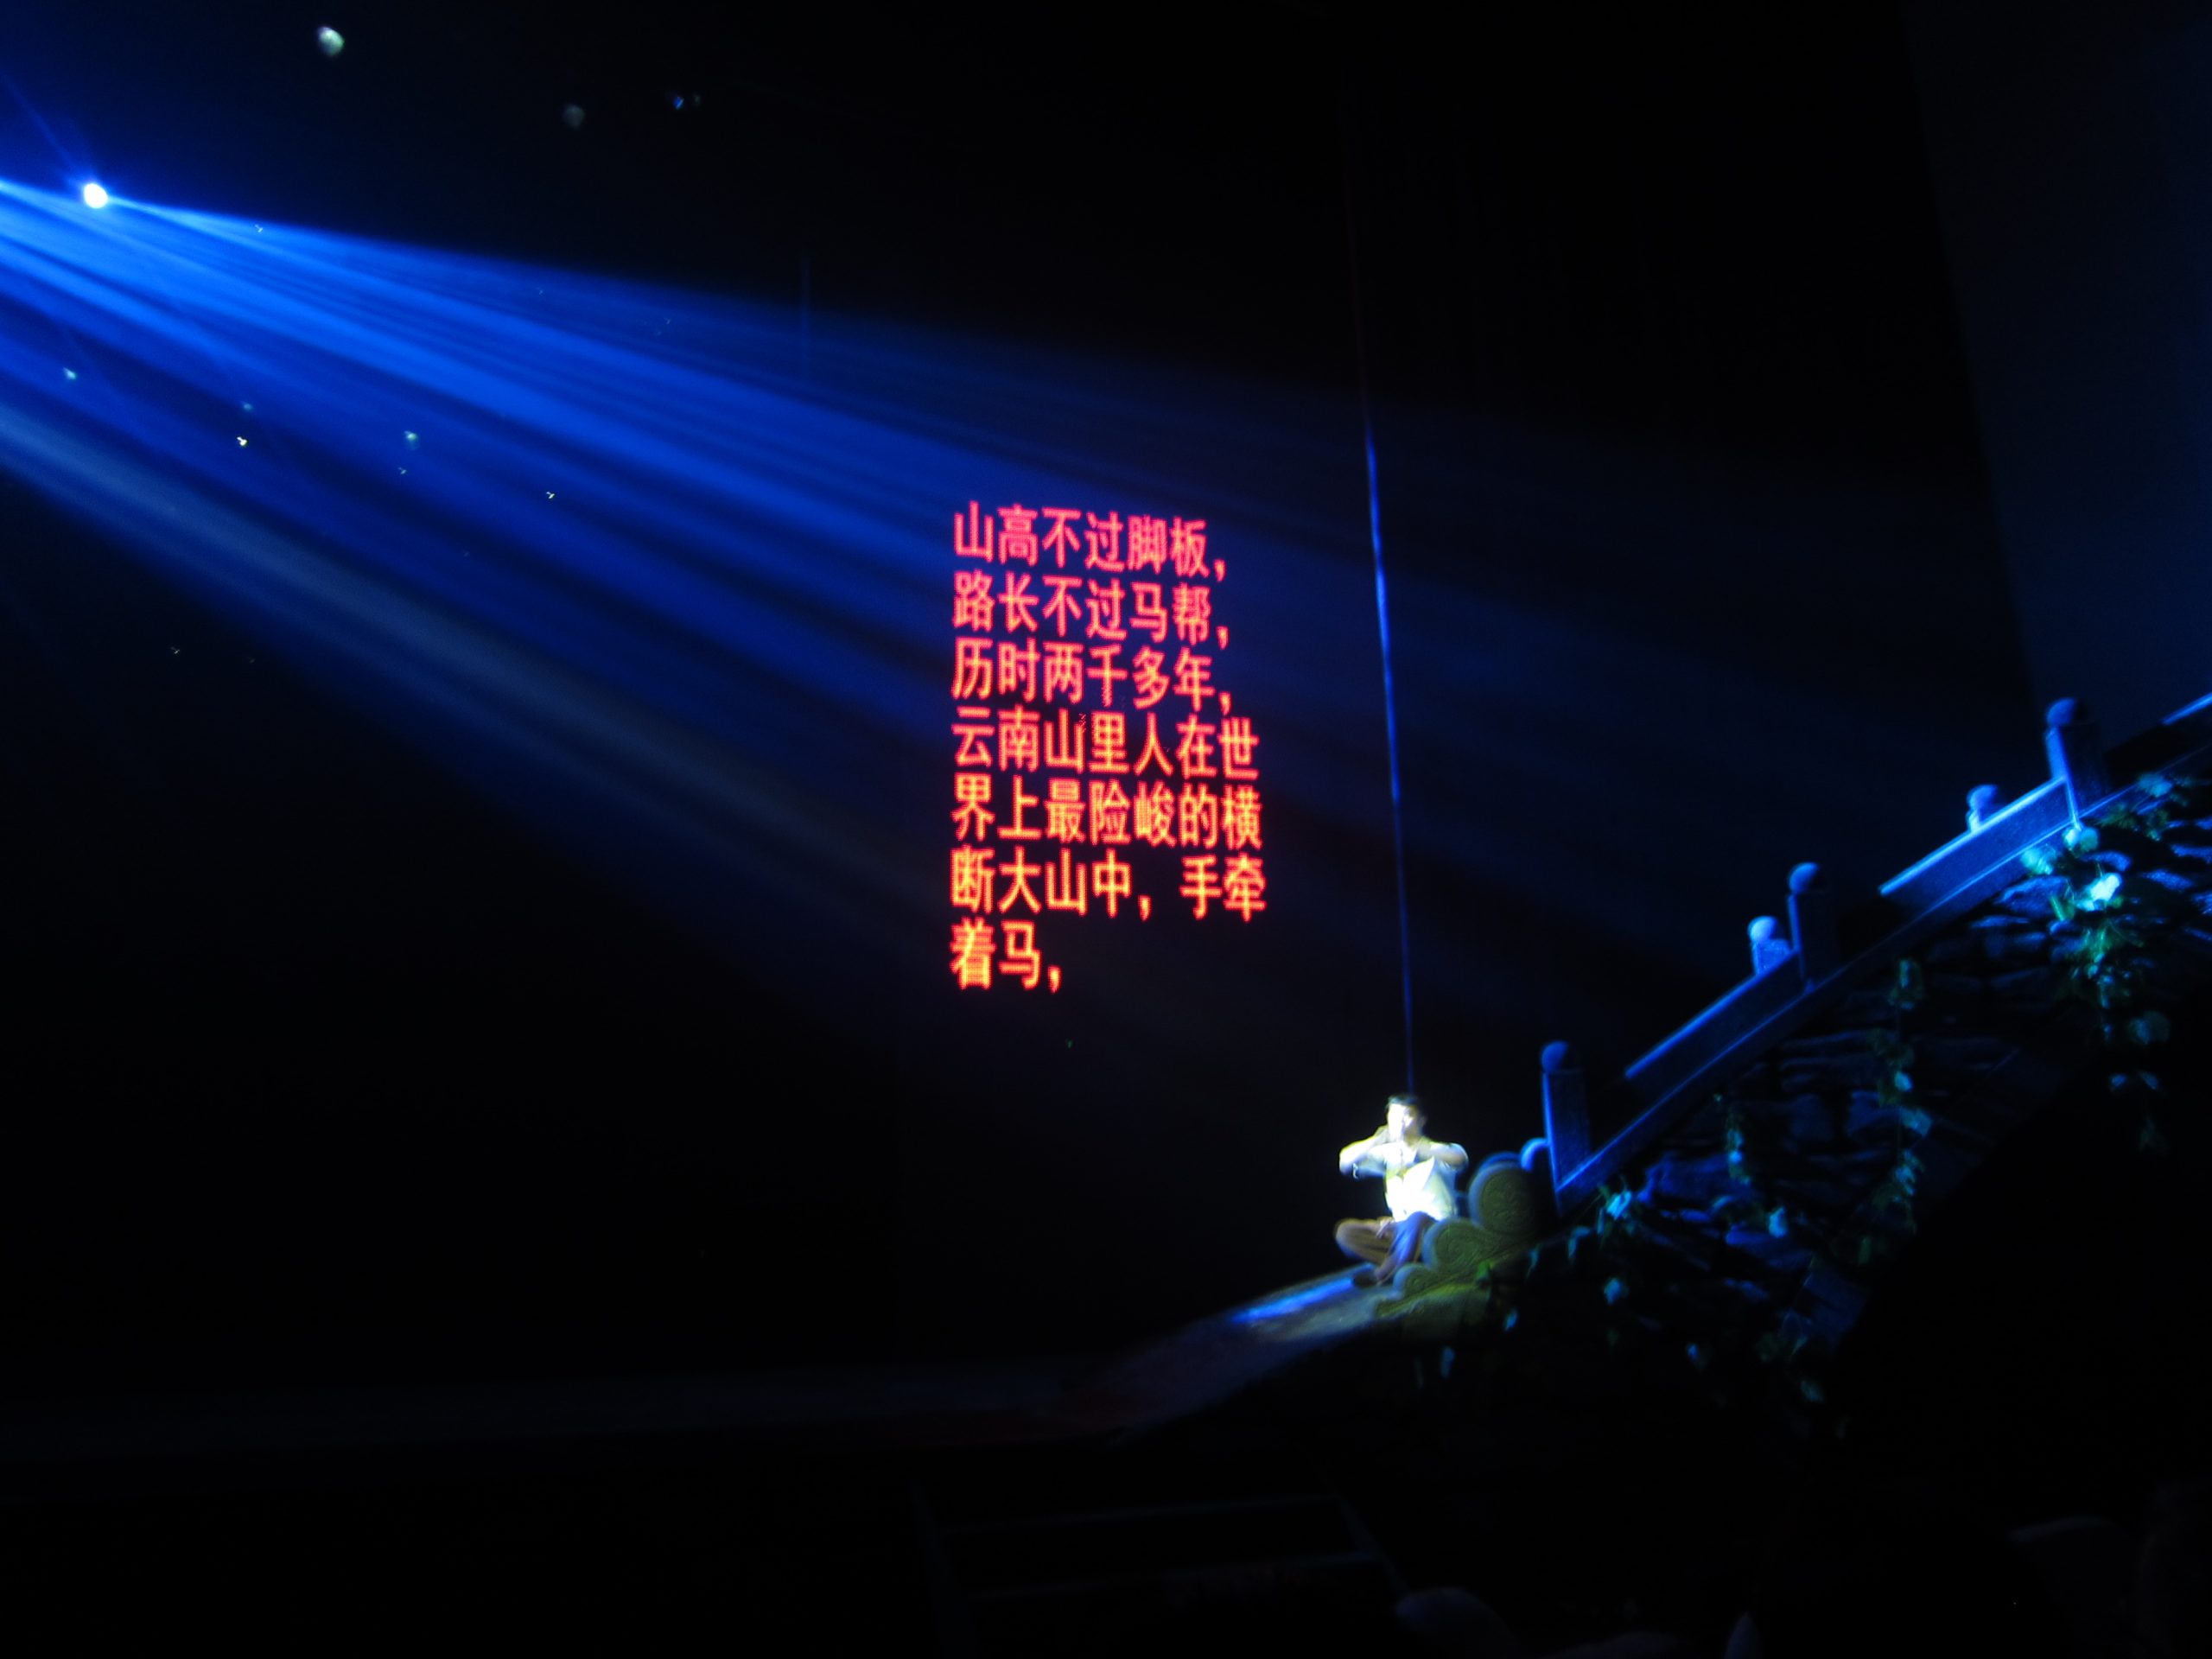 山高不过脚板，
路长不过马帮，
历时两千多年，
云南山里人在世
界上最险峻的横
断大山中，手牵
着马，